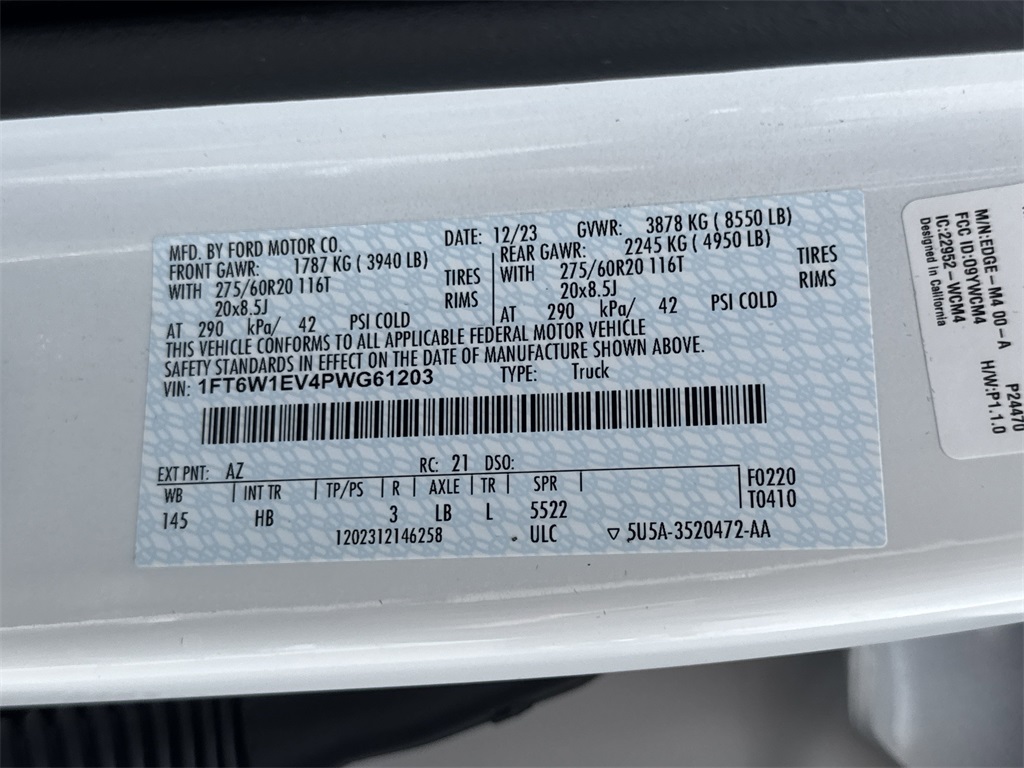 MFD. BY FORD MOTOR CO. DATE: 12/23 GVWR: 3878 KG ( 8550 LB)
FRONT GAWR: 1787 KG ( 3940 LB) REAR GAWR: 2245 KG ( 4950 LB)
WITH 275/60R20 116T TIRES WITH 275/60R20 116T TIRES
20x8.5J RIMS 20x8.5J RIMS
AT 290 kPa/ 42 PSI COLD AT 290 kPa/ 42 PSI COLD
THIS VEHICLE CONFORMS TO ALL APPLICABLE FEDERAL MOTOR VEHICLE
SAFETY STANDARDS IN EFFECT ON THE DATE OF MANUFACTURE SHOWN ABOVE.
VIN: 1FT6W1EV4PWG61203 TYPE: Truck
EXT PNT: AZ RC: 21 DSO:
WB INT TR TP/PS R AXLE TR SPR F0220
145 HB 3 LB L 5522 T0410
1202312146258 ULC ▽ 5U5A-3520472-AA
M/N:EDGE-M4 00-A P24470
FCC ID:O9YWCM4 H/W:P1.1.0
IC:22952-WCM4
Designed in California